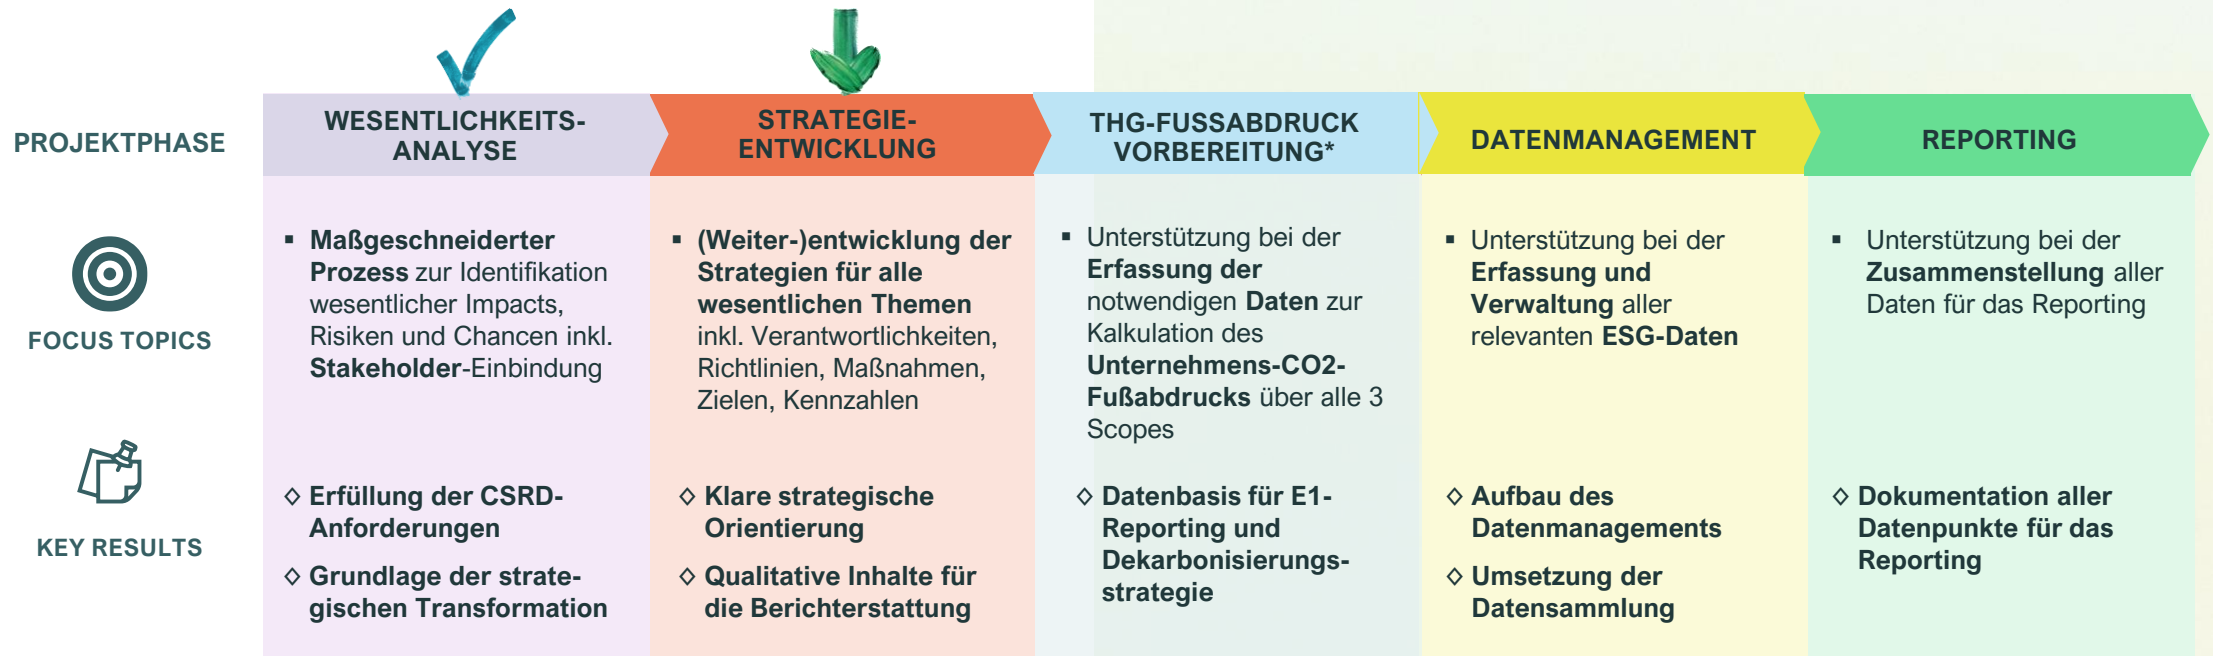 PROJEKTPHASE
WESENTLICHKEITS-
ANALYSE
STRATEGIE-
ENTWICKLUNG
THG-FUSSABDRUCK
VORBEREITUNG*
DATENMANAGEMENT
REPORTING
FOCUS TOPICS
▪ Maßgeschneiderter
Prozess zur Identifikation
wesentlicher Impacts,
Risiken und Chancen inkl.
Stakeholder-Einbindung
▪ (Weiter-)entwicklung der
Strategien für alle
wesentlichen Themen
inkl. Verantwortlichkeiten,
Richtlinien, Maßnahmen,
Zielen, Kennzahlen
▪ Unterstützung bei der
Erfassung der
notwendigen Daten zur
Kalkulation des
Unternehmens-CO2-
Fußabdrucks über alle 3
Scopes
▪ Unterstützung bei der
Erfassung und
Verwaltung aller
relevanten ESG-Daten
▪ Unterstützung bei der
Zusammenstellung aller
Daten für das Reporting
KEY RESULTS
◊ Erfüllung der CSRD-
Anforderungen
◊ Grundlage der strate-
gischen Transformation
◊ Klare strategische
Orientierung
◊ Qualitative Inhalte für
die Berichterstattung
◊ Datenbasis für E1-
Reporting und
Dekarbonisierungs-
strategie
◊ Aufbau des
Datenmanagements
◊ Umsetzung der
Datensammlung
◊ Dokumentation aller
Datenpunkte für das
Reporting